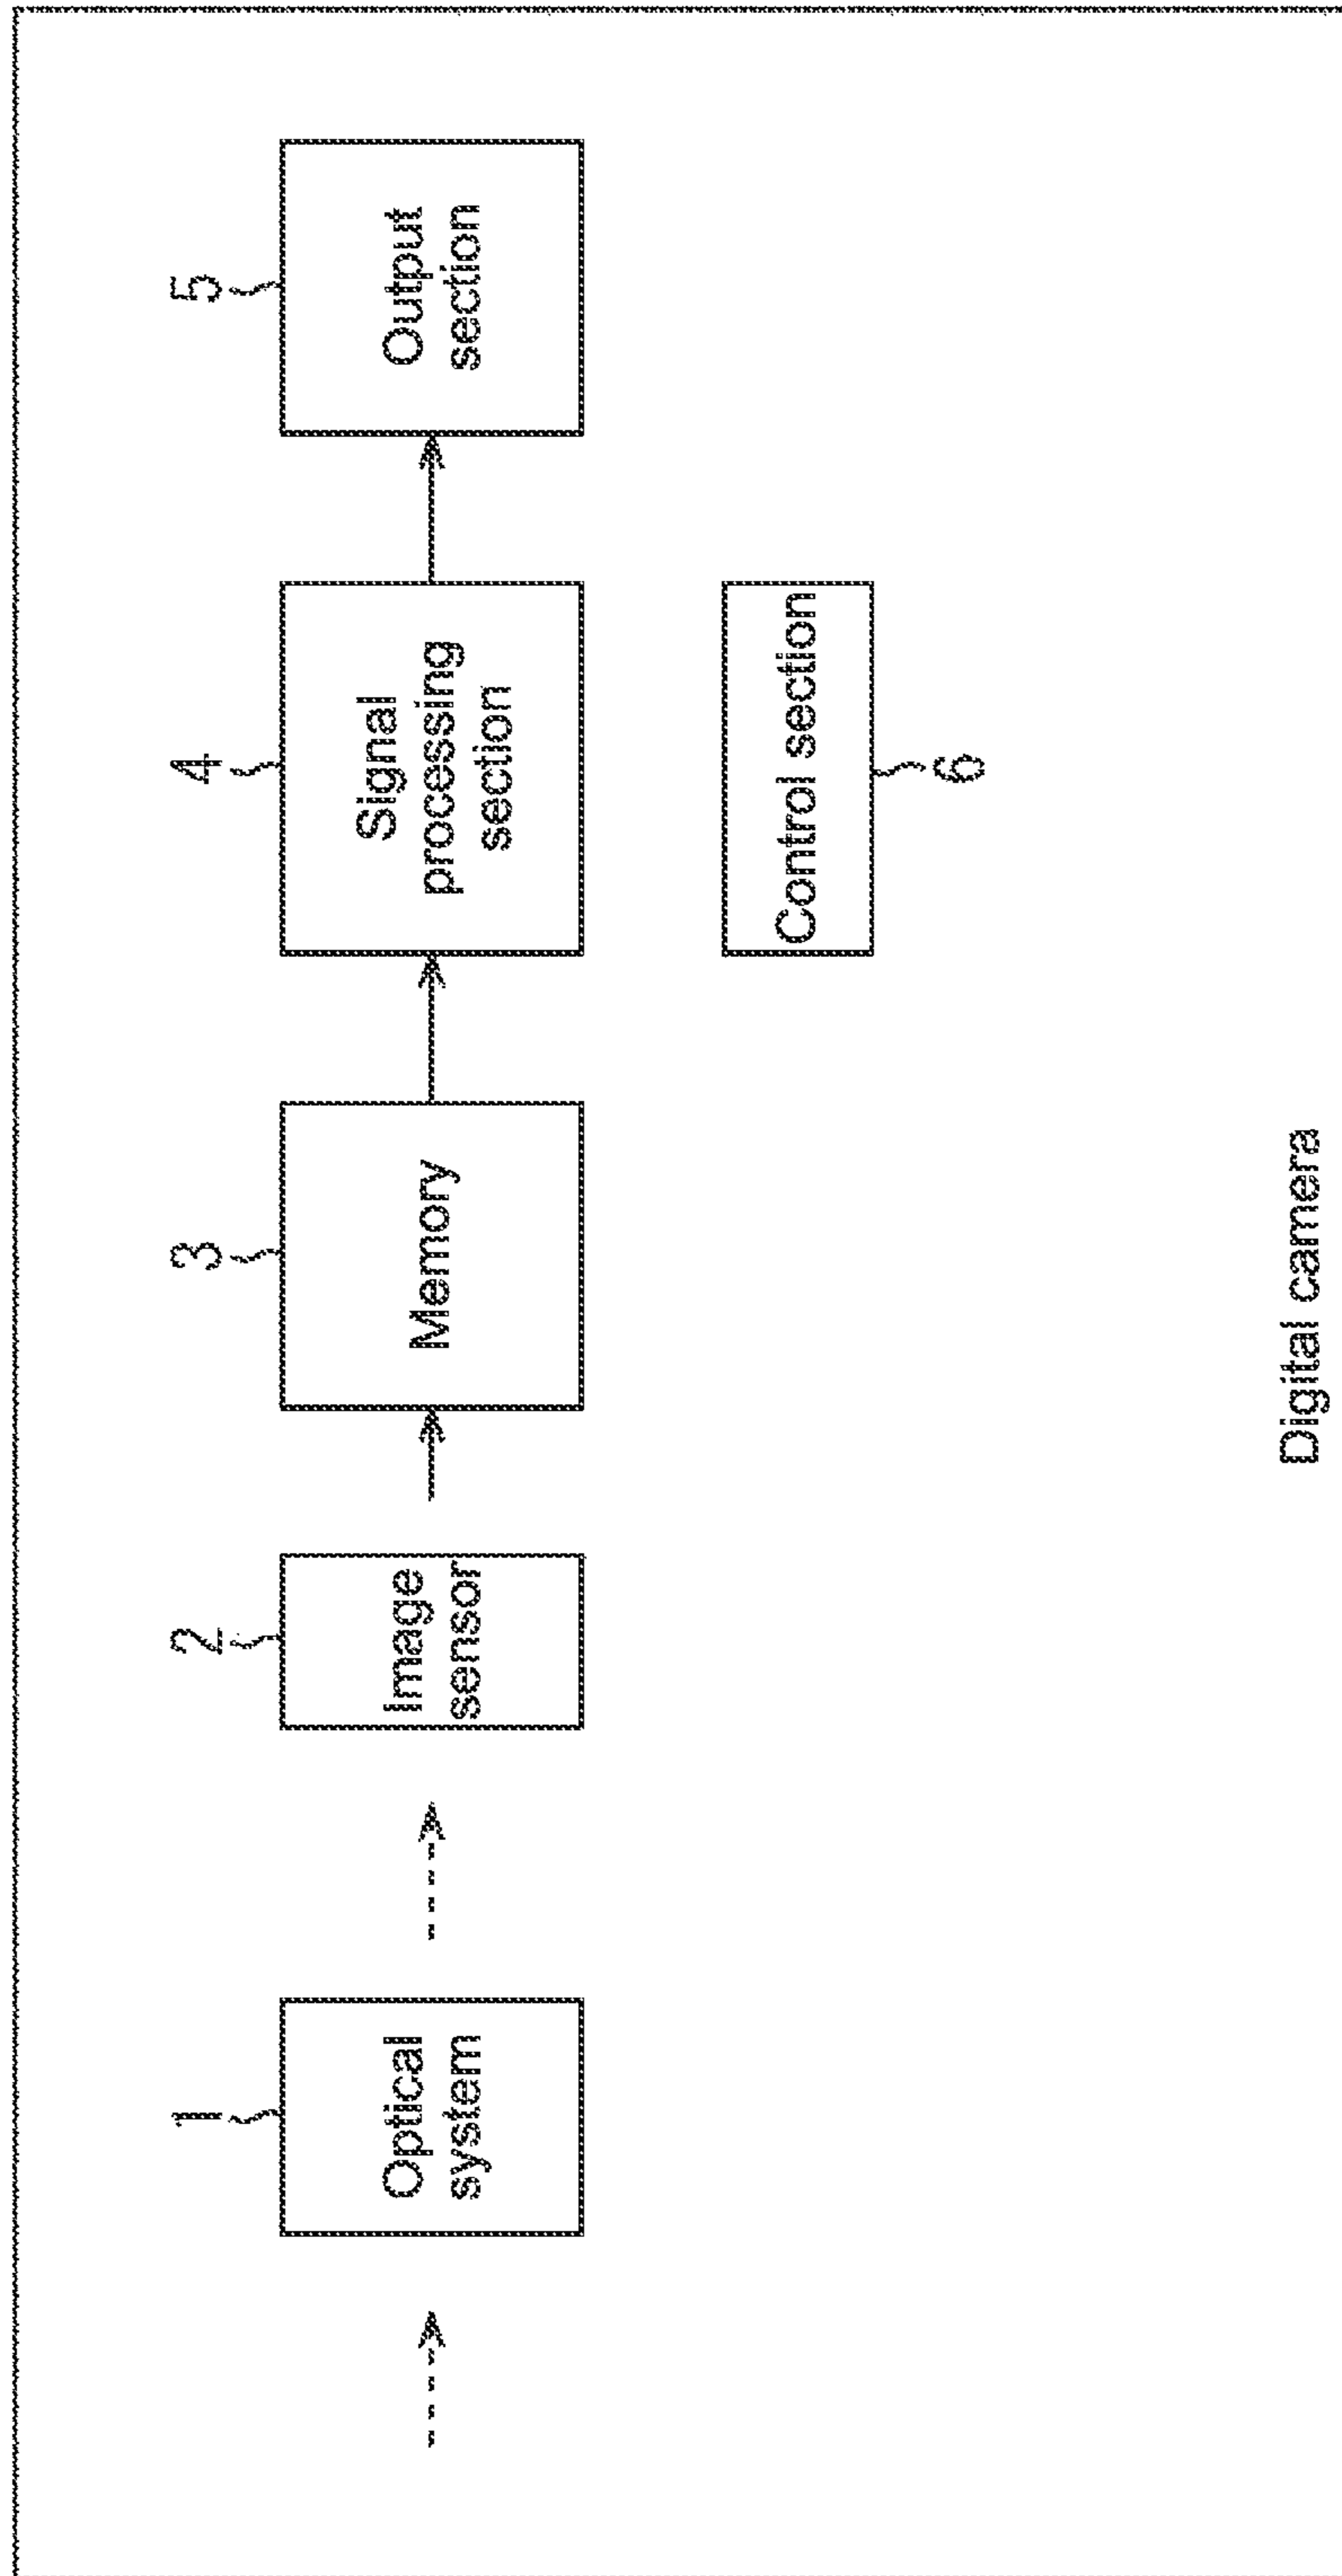 1
Optical
system
2
Image
sensor
3
Memory
4
Signal
processing
section
5
Output
section
Control section
6
Digital camera